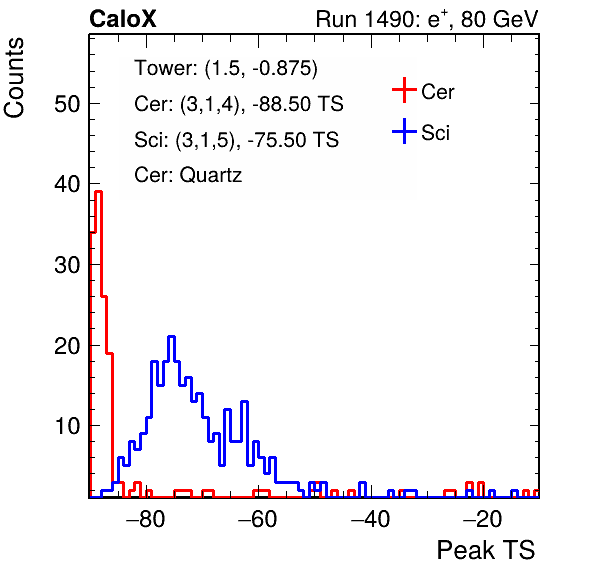 CaloX Run 1490: e⁺, 80 GeV
Counts
Tower: (1.5, -0.875)
Cer: (3,1,4), -88.50 TS
Sci: (3,1,5), -75.50 TS
Cer: Quartz
Cer
Sci
50
40
30
20
10
−80 −60 −40 −20
Peak TS